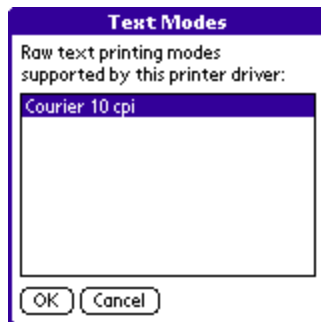 Text Modes
Raw text printing modes
supported by this printer driver:
Courier 10 cpi
OK Cancel